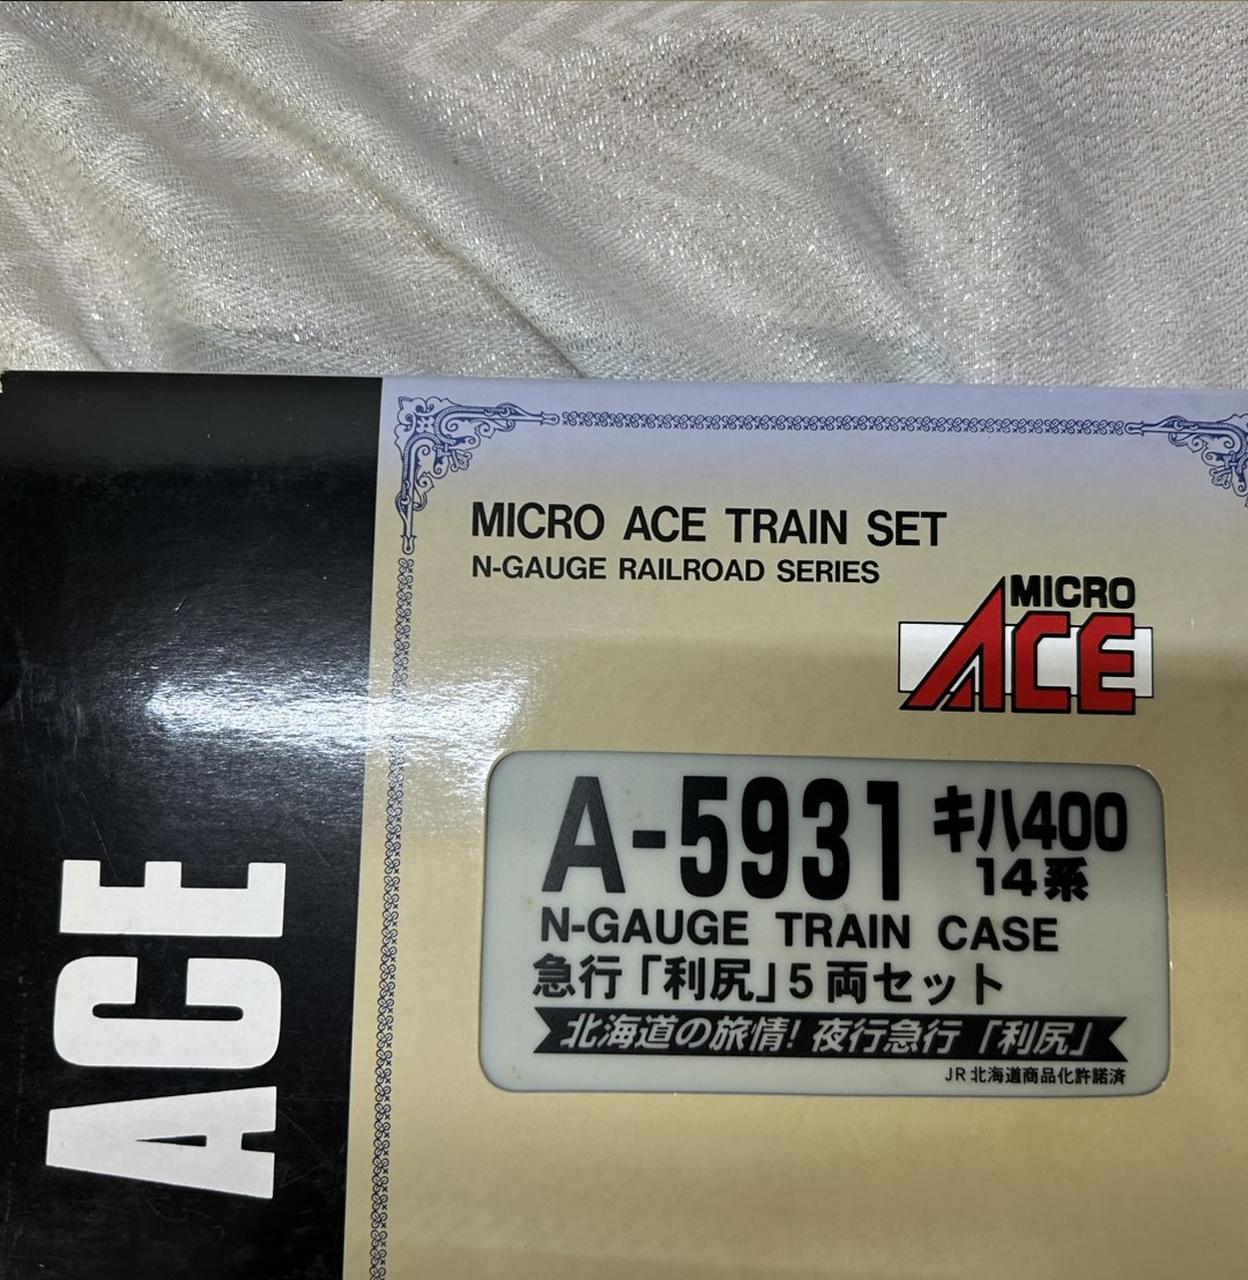 MICRO ACE TRAIN SET
N-GAUGE RAILROAD SERIES
MICRO
ACE
A-5931 キハ400
14系
N-GAUGE TRAIN CASE
急行「利尻」5両セット
北海道の旅情!夜行急行「利尻」
JR北海道商品化許諾済
ACE